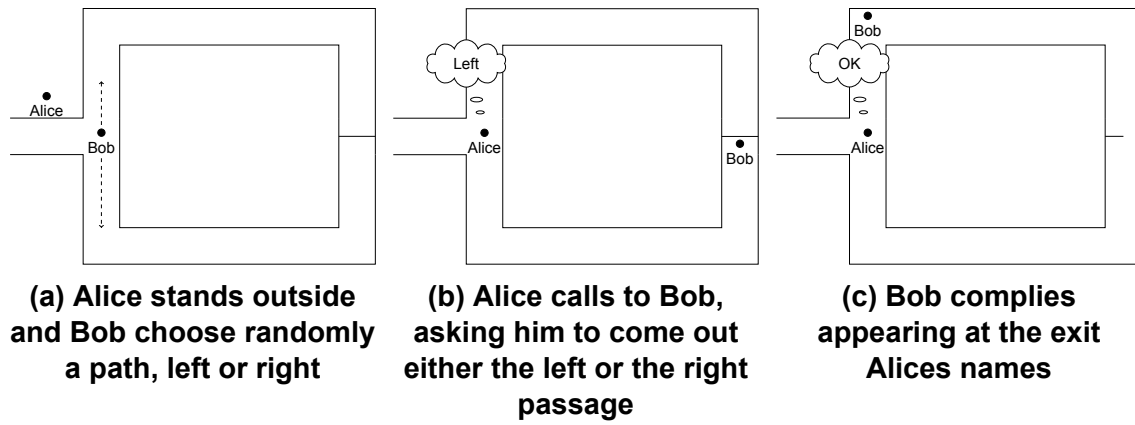 Alice
Bob
(a) Alice stands outside
and Bob choose randomly
a path, left or right
Left
Alice
Bob
(b) Alice calls to Bob,
asking him to come out
either the left or the right
passage
Bob
OK
Alice
(c) Bob complies
appearing at the exit
Alices names